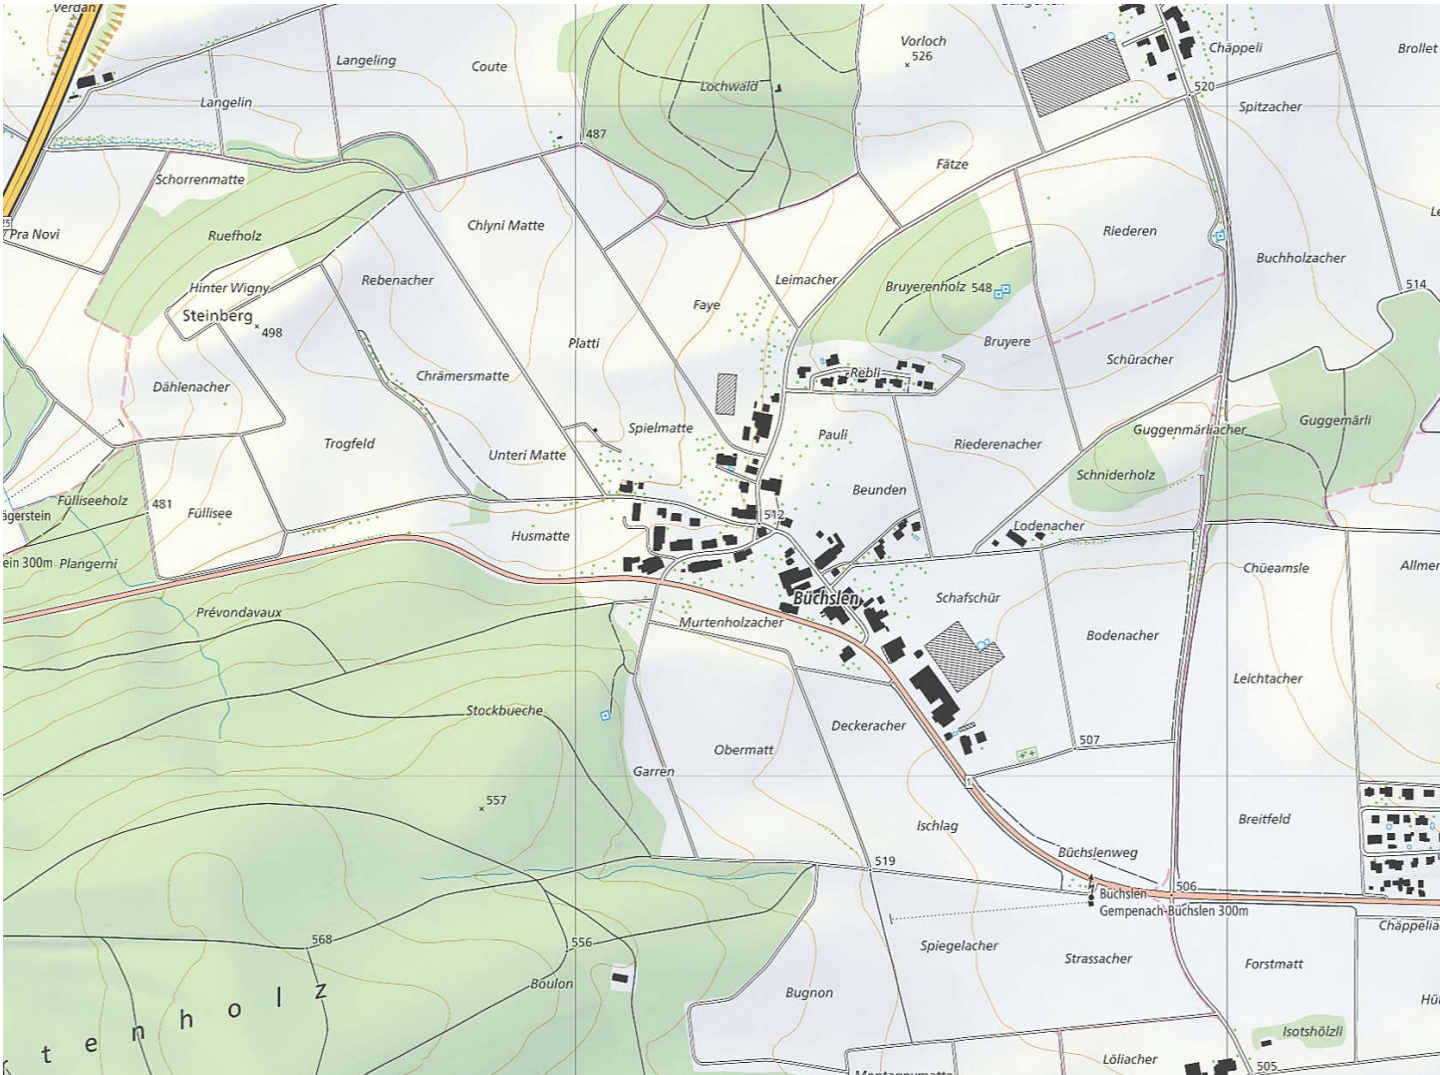 Verdan
Langeling
Coute
Vorloch
526
Chäppeli
Brollet
Langelin
Lochwald
520
Spitzacher
487
Fätze
Schorrenmatte
Pra Novi
Ruefholz
Chlyni Matte
Riederen
Buchholzacher
Hinter Wigny
Rebenacher
Leimacher
Bruyerenholz
548
514
Steinberg
498
Faye
Platti
Bruyere
Schüracher
Dählenacher
Chrämersmatte
Rebli
Spielmatte
Pauli
Guggenmärliacher
Guggemärli
Trogfeld
Unteri Matte
Riederenacher
Schniderholz
Fülliseeholz
481
Füllisee
Beunden
512
Husmatte
Lodenacher
ein 300m
Plangerni
Chüeamsle
Prévondavaux
Büchslen
Schafschür
Murtenholzacher
Bodenacher
Leichtacher
Stockbueche
Deckeracher
Obermatt
507
Garren
1
557
Ischlag
Breitfeld
Büchslenweg
519
506
Büchslen
Gempenach-Büchslen 300m
568
556
Spiegelacher
Strassacher
Forstmatt
Boulon
Bugnon
tenholz
Isotshölzli
Löliacher
505